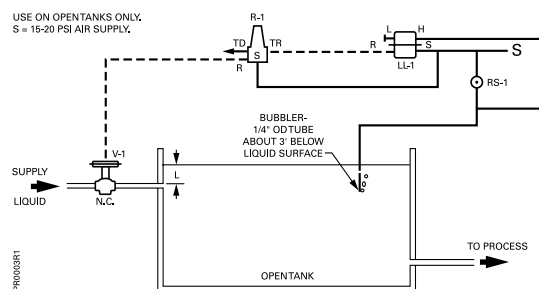 USE ON OPENTANKS ONLY.
S = 15-20 PSI AIR SUPPLY.
R-1
TD
TR
S
R
R
L
H
S
LL-1
S
RS-1
BUBBLER-
1/4" OD TUBE
ABOUT 3' BELOW
LIQUID SURFACE
V-1
L
SUPPLY
LIQUID
N.C.
TO PROCESS
OPENTANK
PR0003R1